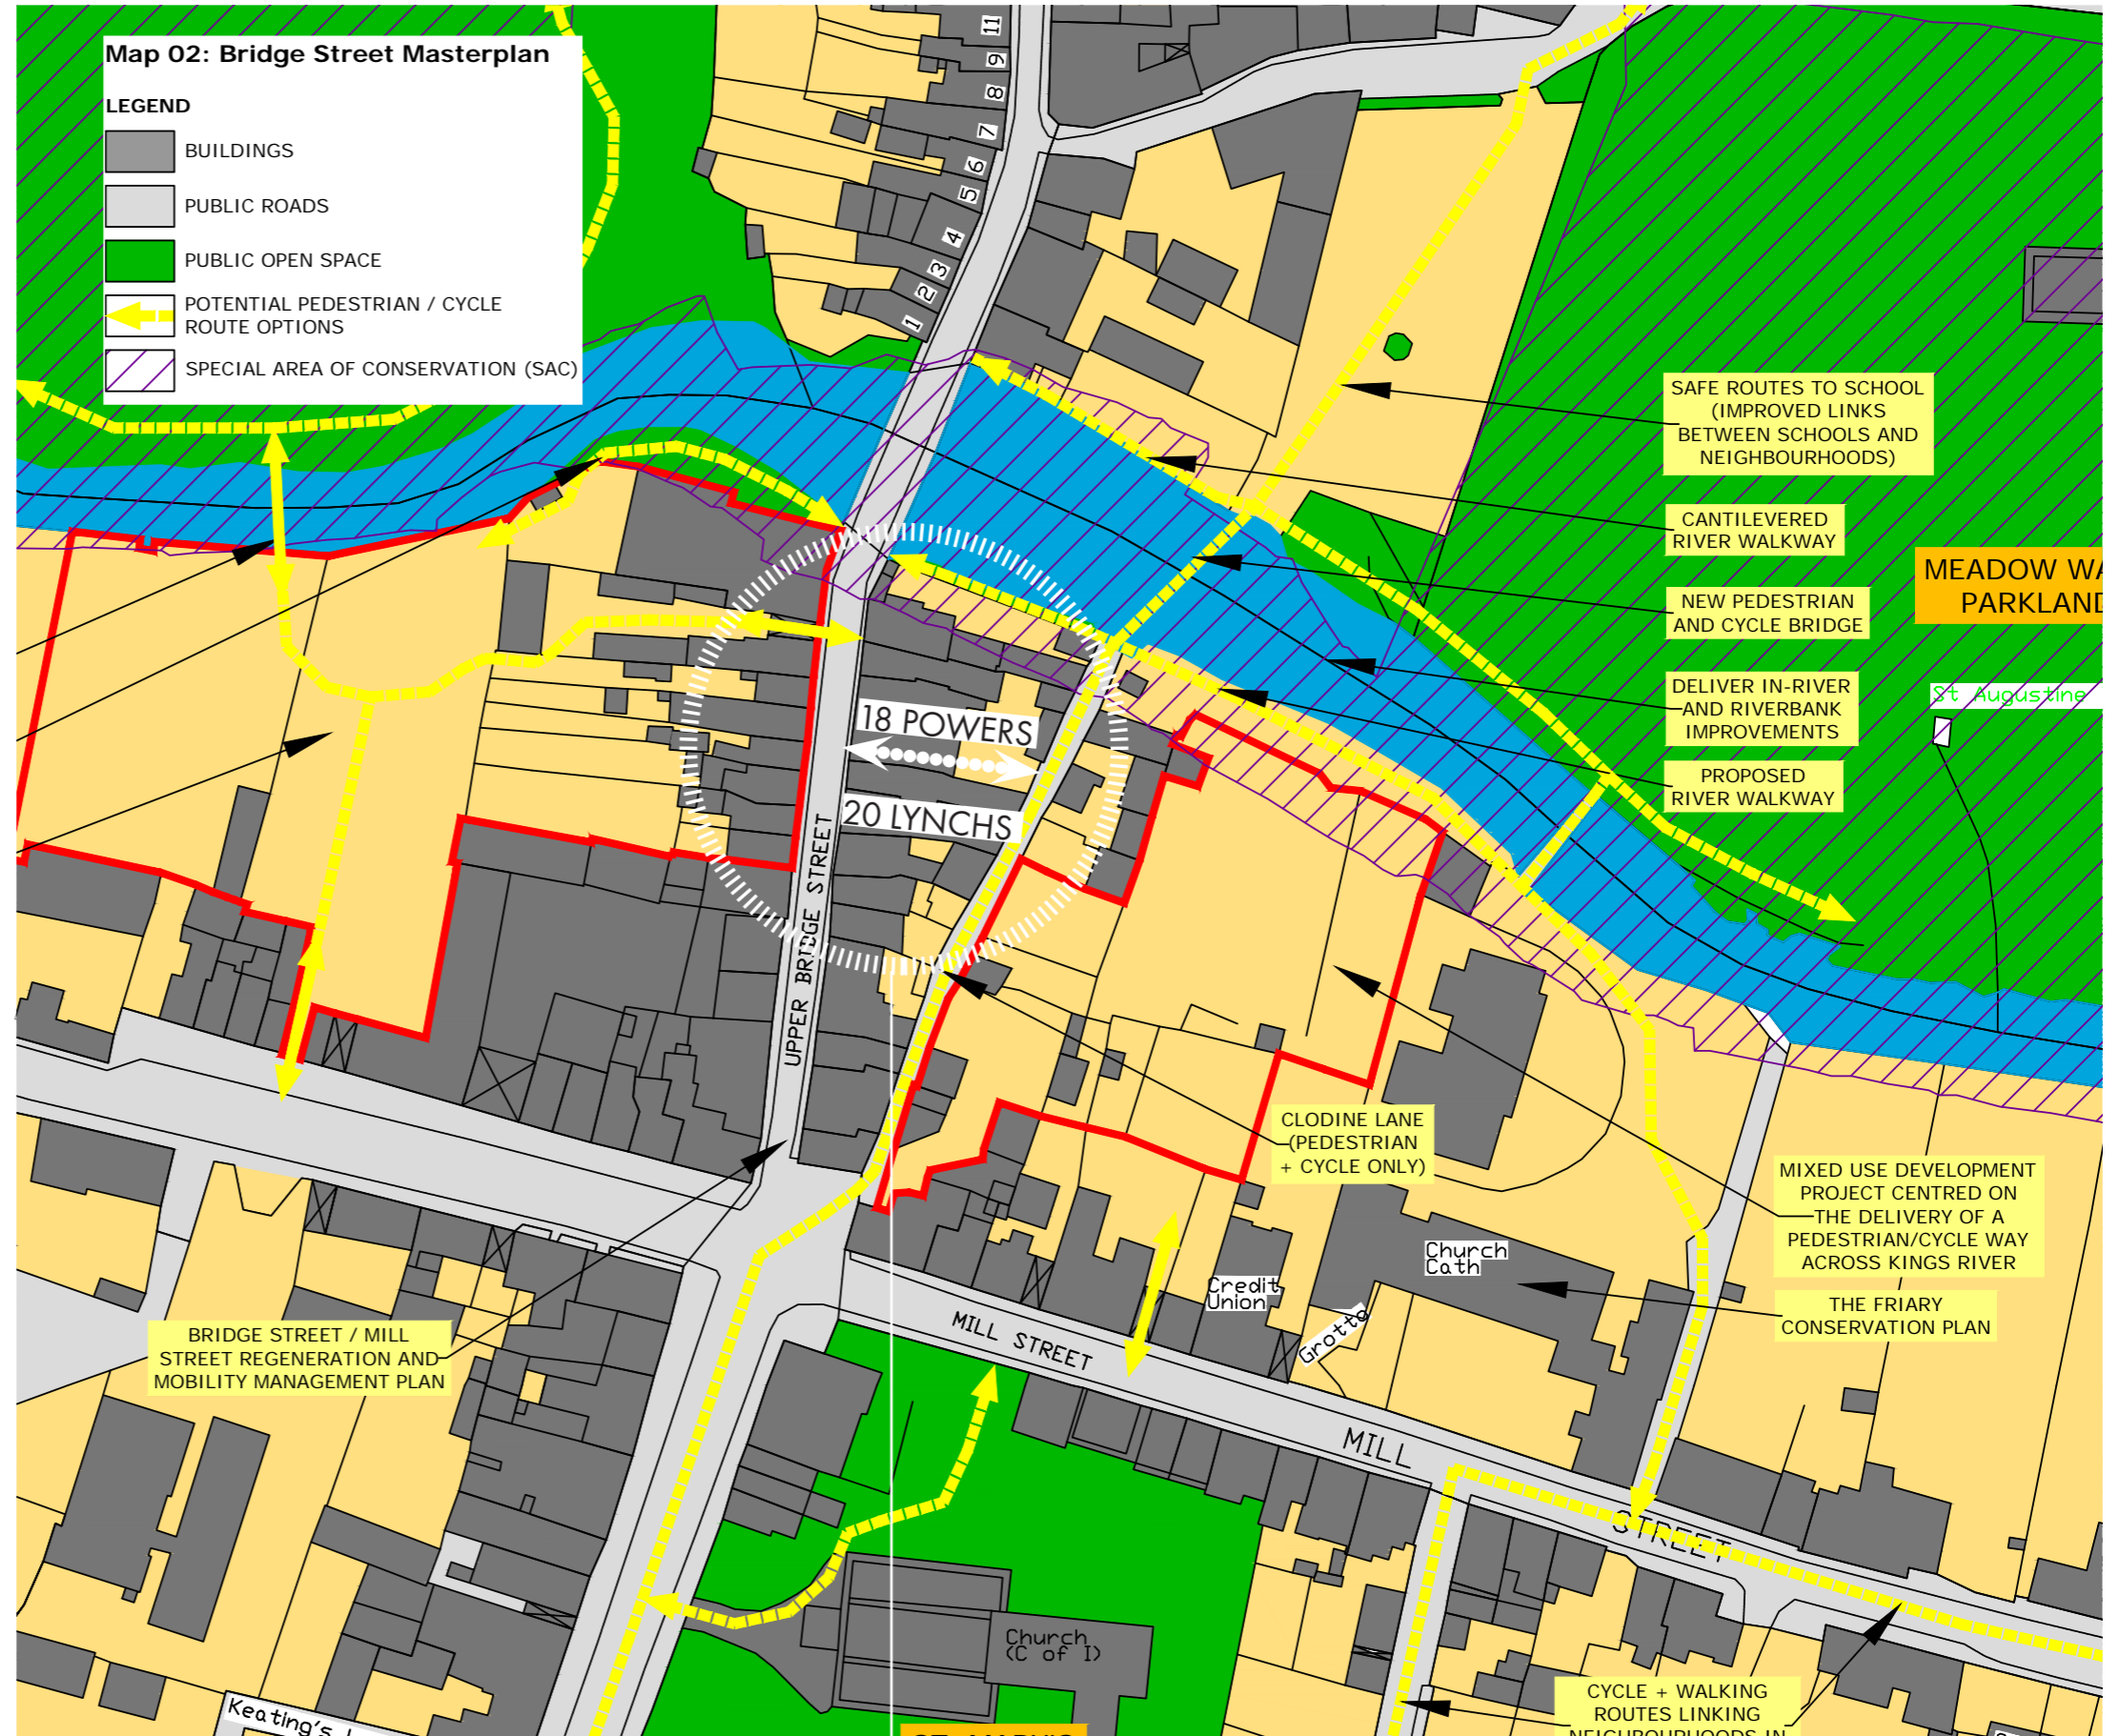 Map 02: Bridge Street Masterplan
LEGEND
BUILDINGS
PUBLIC ROADS
PUBLIC OPEN SPACE
POTENTIAL PEDESTRIAN / CYCLE
ROUTE OPTIONS
SPECIAL AREA OF CONSERVATION (SAC)
11
9
8
7
6
5
4
3
2
1
SAFE ROUTES TO SCHOOL
(IMPROVED LINKS
BETWEEN SCHOOLS AND
NEIGHBOURHOODS)
CANTILEVERED
RIVER WALKWAY
MEADOW
PARKLAND
NEW PEDESTRIAN
AND CYCLE BRIDGE
DELIVER IN-RIVER
AND RIVERBANK
IMPROVEMENTS
St Augustine
PROPOSED
RIVER WALKWAY
18 POWERS
20 LYNCHS
UPPER BRIDGE STREET
CLODINE LANE
(PEDESTRIAN
+ CYCLE ONLY)
MIXED USE DEVELOPMENT
PROJECT CENTRED ON
THE DELIVERY OF A
PEDESTRIAN/CYCLE WAY
ACROSS KINGS RIVER
THE FRIARY
CONSERVATION PLAN
Church
Cath
Credit
Union
Grotto
BRIDGE STREET / MILL
STREET REGENERATION AND
MOBILITY MANAGEMENT PLAN
MILL STREET
MILL
STREET
Church
(C of I)
Keating's
CYCLE + WALKING
ROUTES LINKING
NEIGHBOURHOODS IN
ST. MARY'S